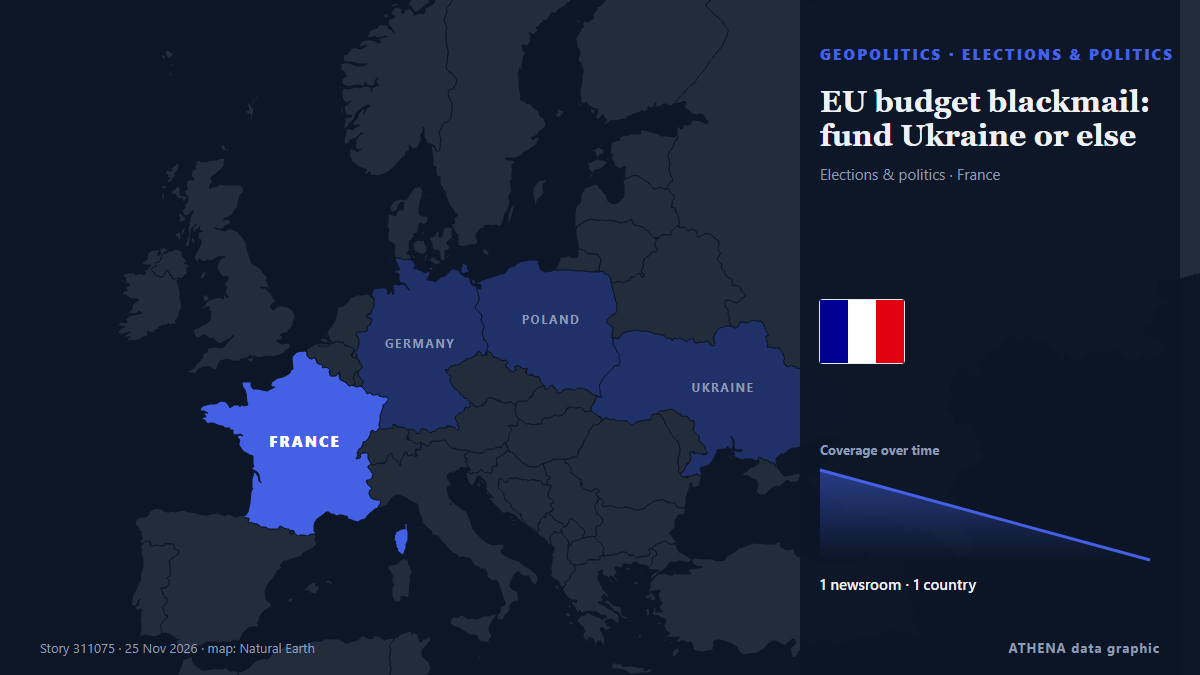 GEOPOLITICS · ELECTIONS & POLITICS
EU budget blackmail:
fund Ukraine or else
Elections & politics · France
POLAND
GERMANY
UKRAINE
FRANCE
Coverage over time
1 newsroom · 1 country
Story 311075 · 25 Nov 2026 · map: Natural Earth
ATHENA data graphic